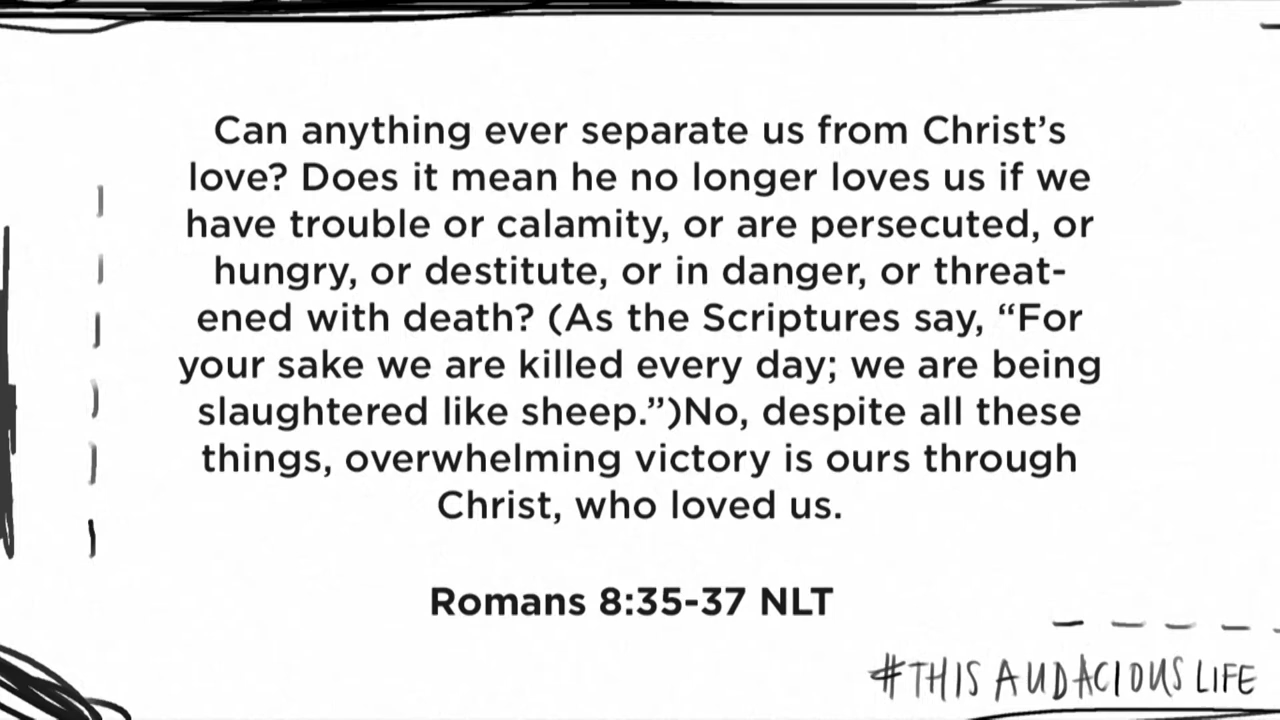 Can anything ever separate us from Christ’s
love? Does it mean he no longer loves us if we
have trouble or calamity, or are persecuted, or
hungry, or destitute, or in danger, or threat-
ened with death? (As the Scriptures say, “For
your sake we are killed every day; we are being
slaughtered like sheep.”)No, despite all these
things, overwhelming victory is ours through
Christ, who loved us.
Romans 8:35-37 NLT
#THIS AUDACIOUS LIFE